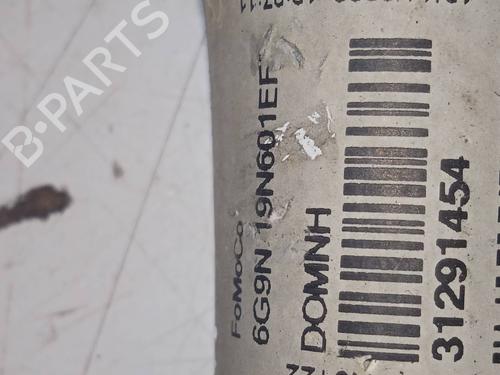 B·PARTS
FoMoCo
6G9N 19N601EF
DOMNH
31291454